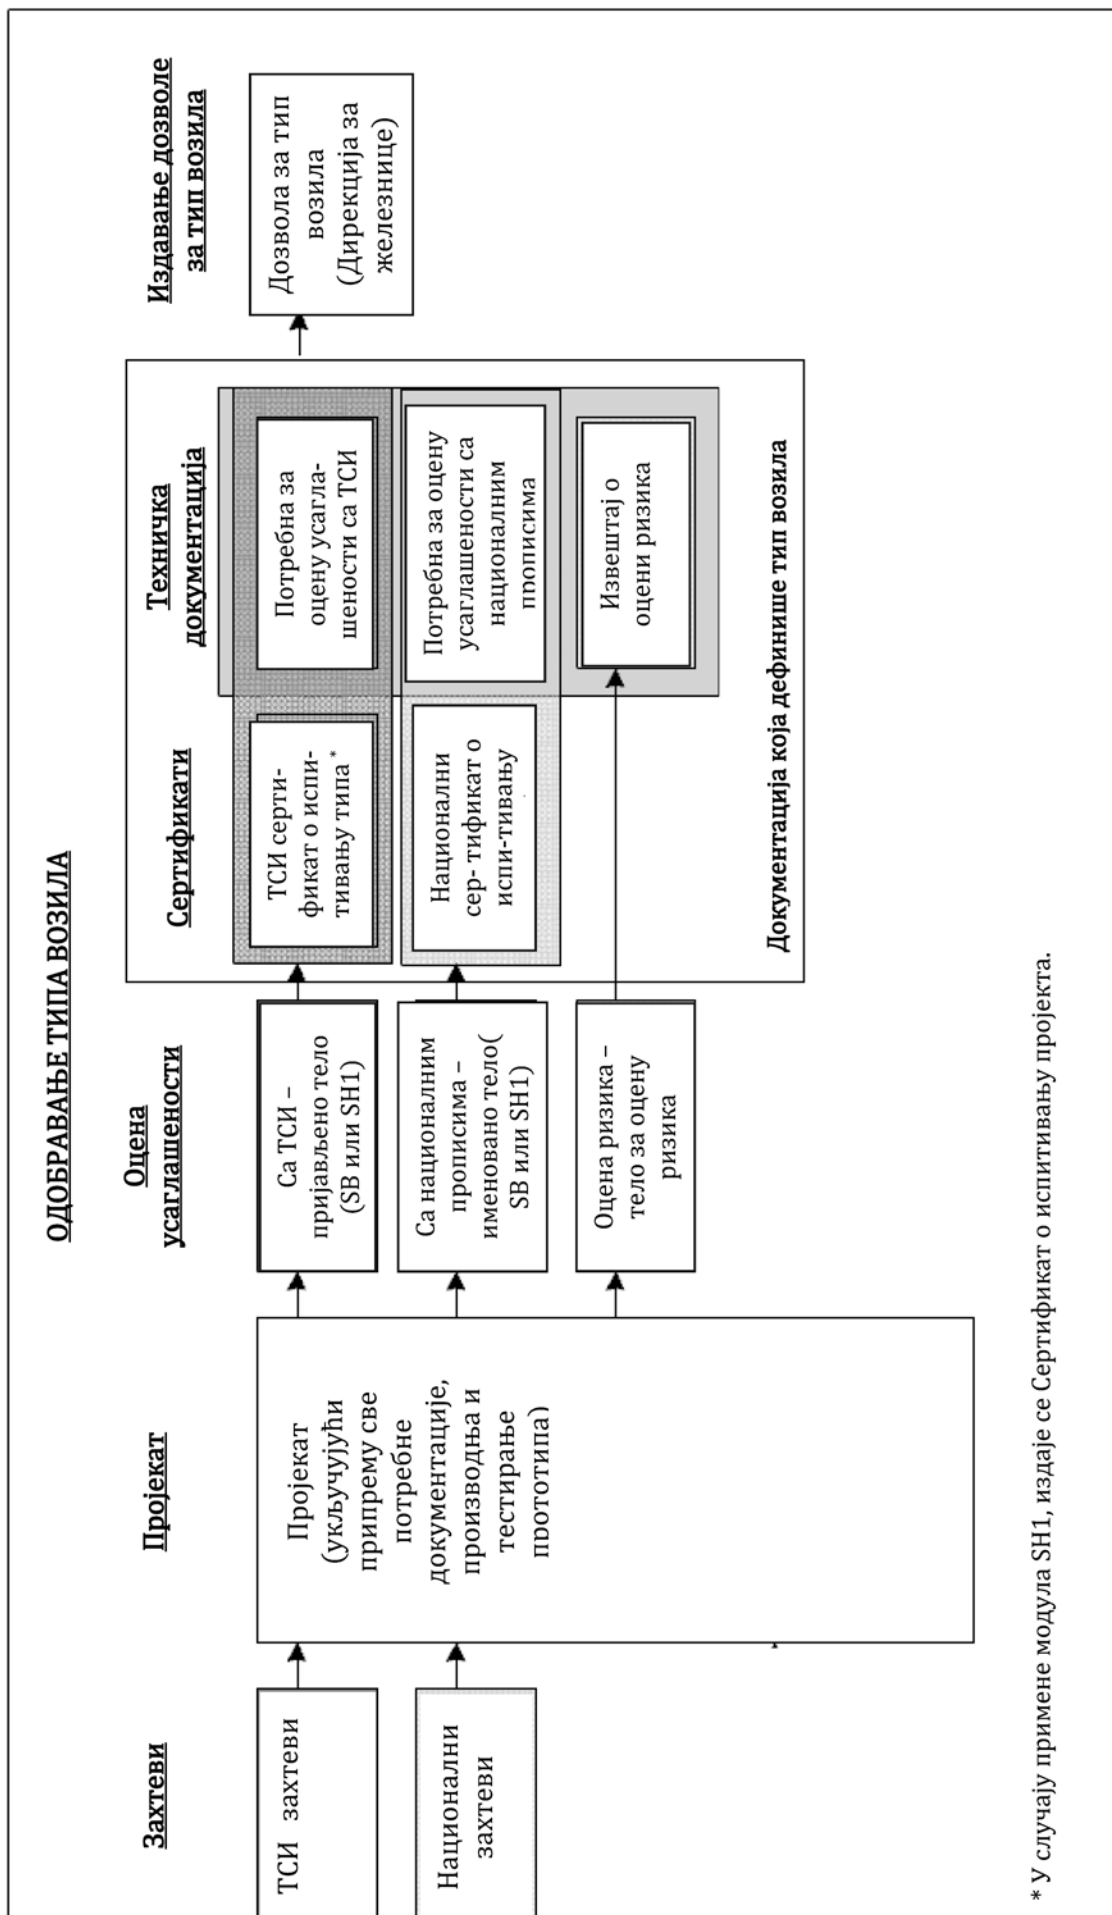 ОДОБРАВАЊЕ ТИПА ВОЗИЛА
Захтеви
Пројекат
Оцена
усаглашености
Сертификати
Техничка
документација
Издавање дозволе
за тип возила
ТСИ захтеви
Национални
захтеви
Пројекат
(укључујући
припрему све
потребне
документације,
производња и
тестирање
прототипа)
Са ТСИ –
пријављено тело
(SB или SH1)
Са националним
прописима –
именовано тело(
SB или SH1)
Оцена ризика –
тело за оцену
ризика
ТСИ серти-
фикат о испи-
тивању типа*
Национални
сер- тификат о
испи-тивању
Потребна за
оцену усагла-
шености са ТСИ
Потребна за оцену
усаглашености са
националним
прописима
Извештај о
оцени ризика
Документација која дефинише тип возила
Дозвола за тип
возила
(Дирекција за
железнице)
* У случају примене модула SH1, издаје се Сертификат о испитивању пројекта.